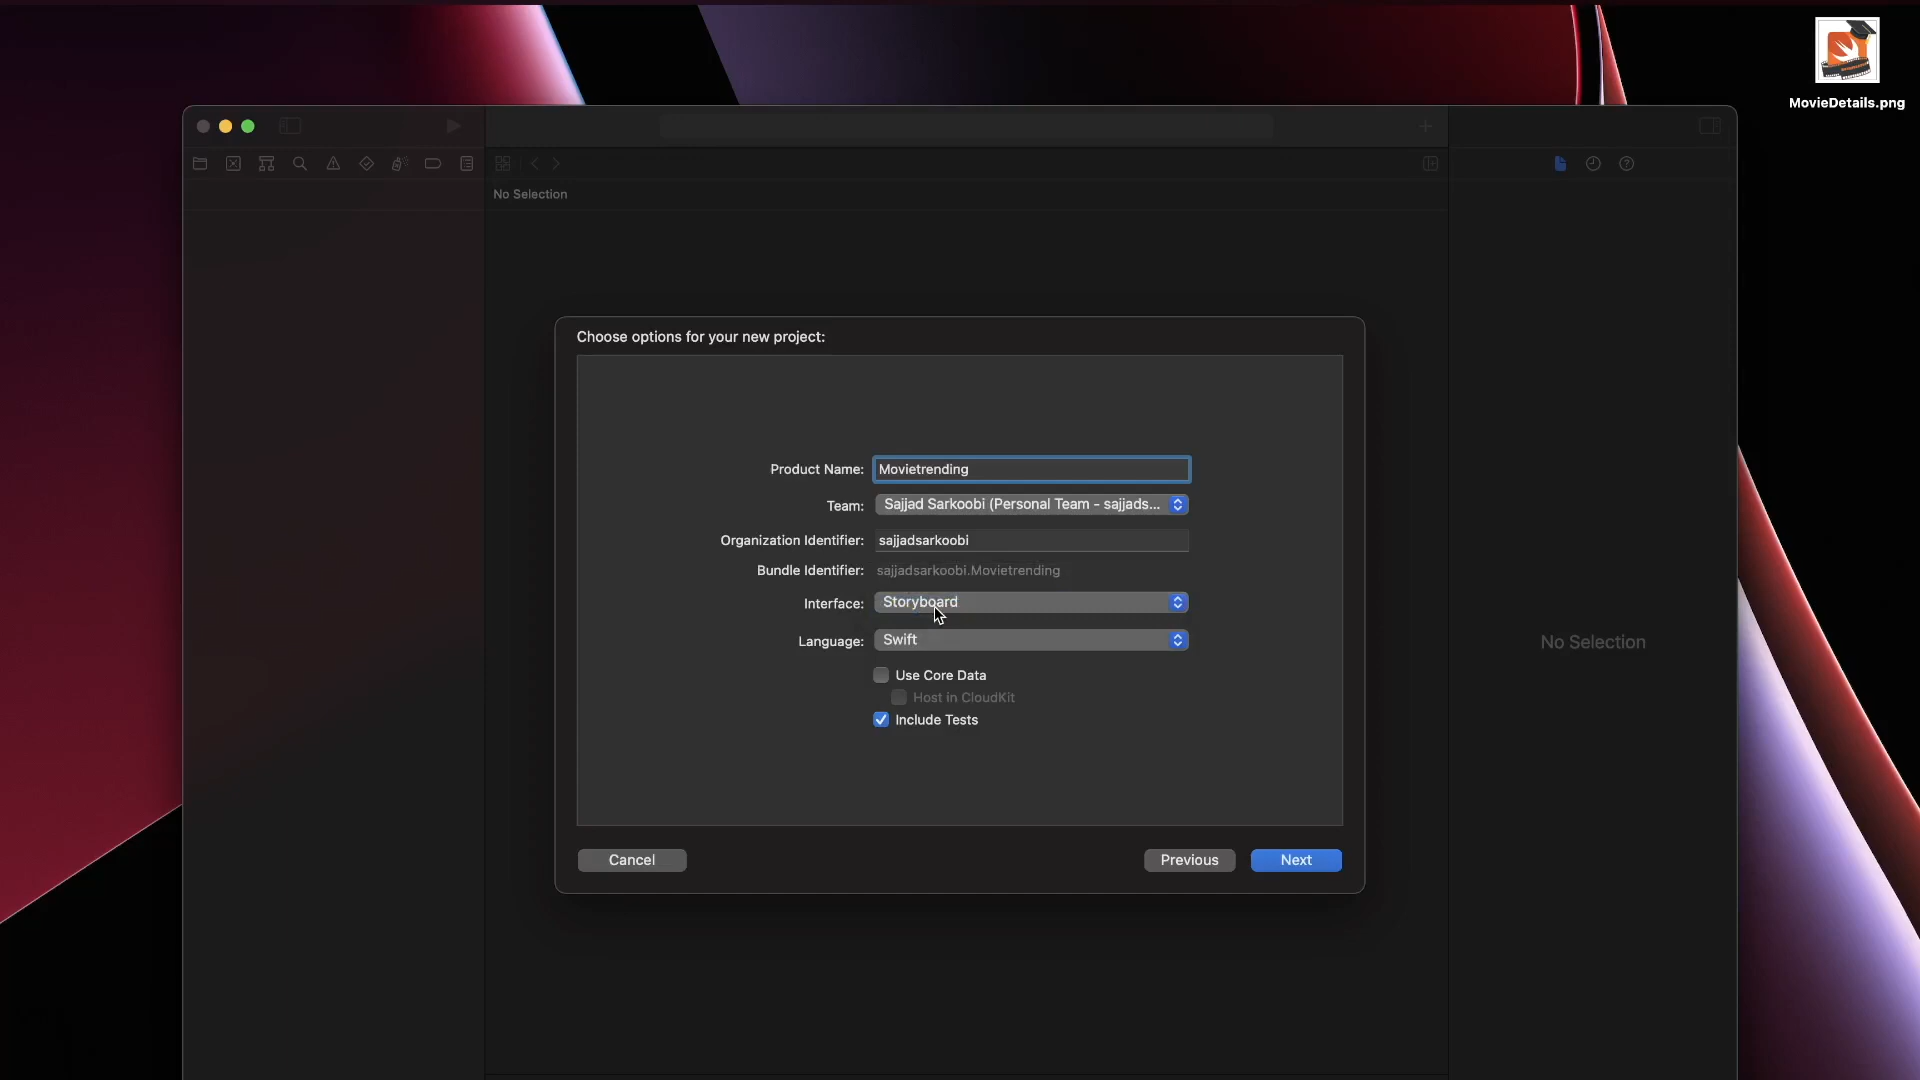 MovieDetails.png
No Selection
Choose options for your new project:
Product Name: Movietrending
Team: Sajjad Sarkoobi (Personal Team - sajjads...
Organization Identifier: sajjadsarkoobi
Bundle Identifier: sajjadsarkoobi.Movietrending
Interface: Storyboard
Language: Swift
Use Core Data
Host in CloudKit
Include Tests
No Selection
Cancel
Previous
Next